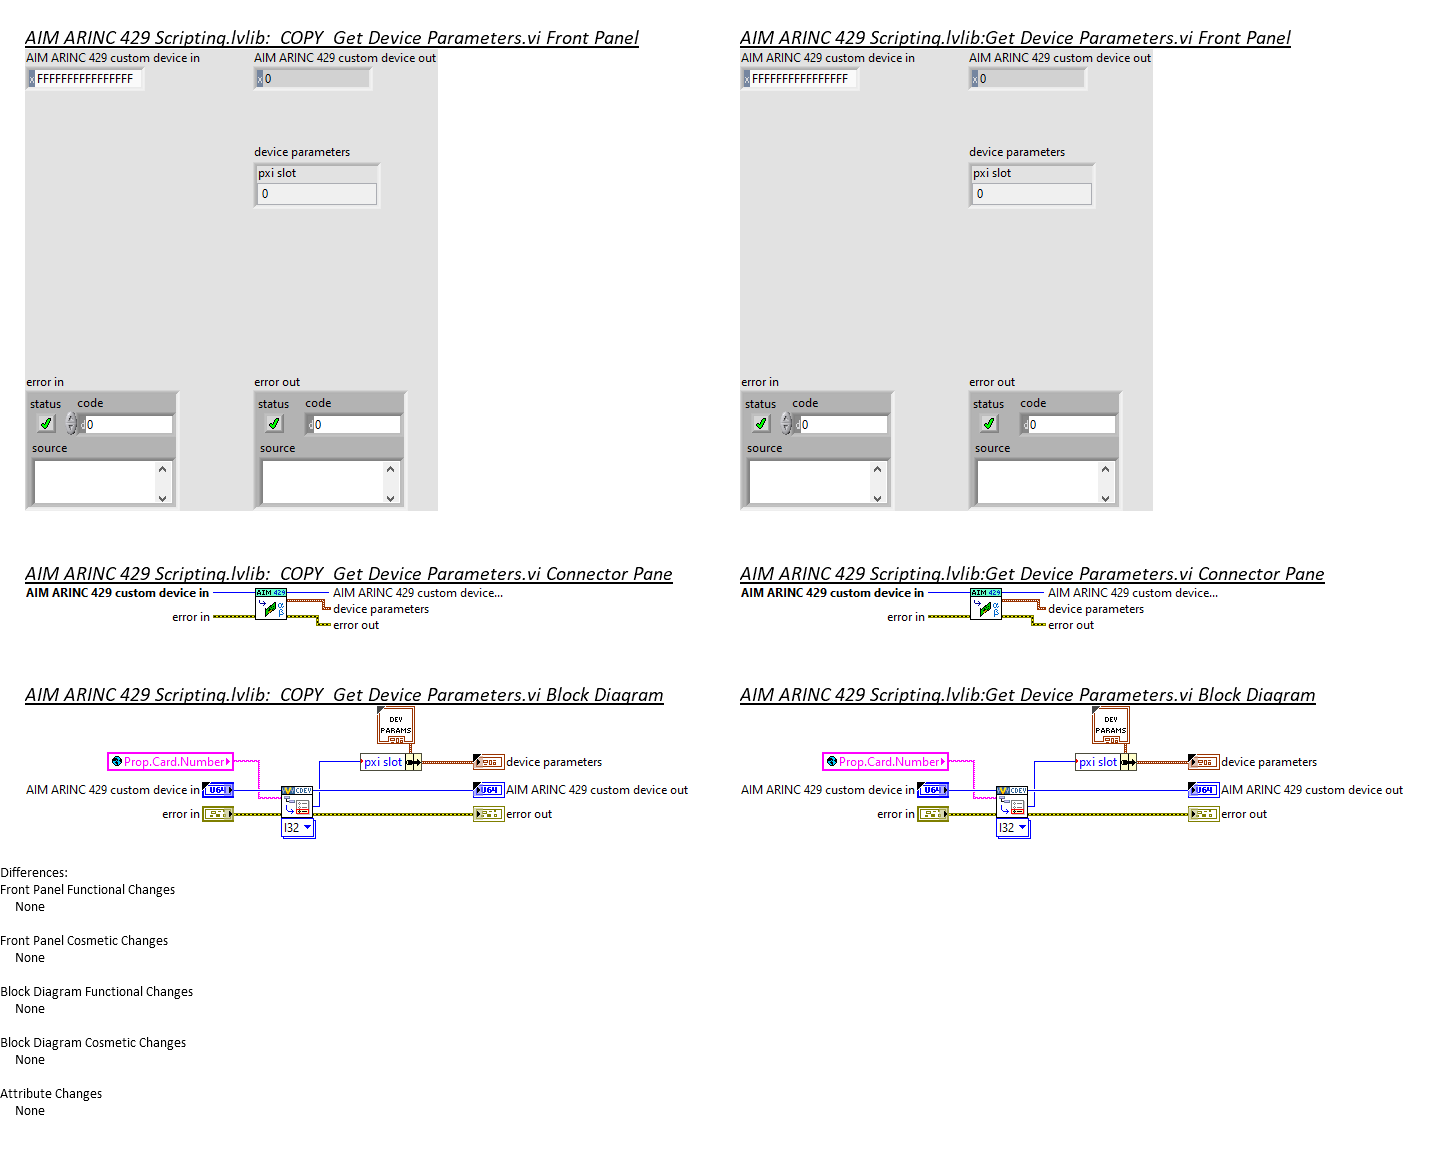 AIM ARINC 429 Scripting.lvlib:_COPY_Get Device Parameters.vi Front Panel
AIM ARINC 429 custom device in
AIM ARINC 429 custom device out
x FFFFFFFFFFFFFFFF
x 0
device parameters
pxi slot
0
error in
error out
status code
status code
d 0
d 0
source
source
AIM ARINC 429 Scripting.lvlib:Get Device Parameters.vi Front Panel
AIM ARINC 429 custom device in
AIM ARINC 429 custom device out
x FFFFFFFFFFFFFFFF
x 0
device parameters
pxi slot
0
error in
error out
status code
status code
d 0
d 0
source
source
AIM ARINC 429 Scripting.lvlib:_COPY_Get Device Parameters.vi Connector Pane
AIM ARINC 429 custom device in
AIM 429
α
β
AIM ARINC 429 custom device...
device parameters
error in
error out
AIM ARINC 429 Scripting.lvlib:Get Device Parameters.vi Connector Pane
AIM ARINC 429 custom device in
AIM 429
α
β
AIM ARINC 429 custom device...
device parameters
error in
error out
AIM ARINC 429 Scripting.lvlib:_COPY_Get Device Parameters.vi Block Diagram
DEV
PARAMS
Prop.Card.Number
pxi slot
device parameters
AIM ARINC 429 custom device in
U64
CDEV
U64
AIM ARINC 429 custom device out
error in
error out
I32
AIM ARINC 429 Scripting.lvlib:Get Device Parameters.vi Block Diagram
DEV
PARAMS
Prop.Card.Number
pxi slot
device parameters
AIM ARINC 429 custom device in
U64
CDEV
U64
AIM ARINC 429 custom device out
error in
error out
I32
Differences:
Front Panel Functional Changes
None
Front Panel Cosmetic Changes
None
Block Diagram Functional Changes
None
Block Diagram Cosmetic Changes
None
Attribute Changes
None